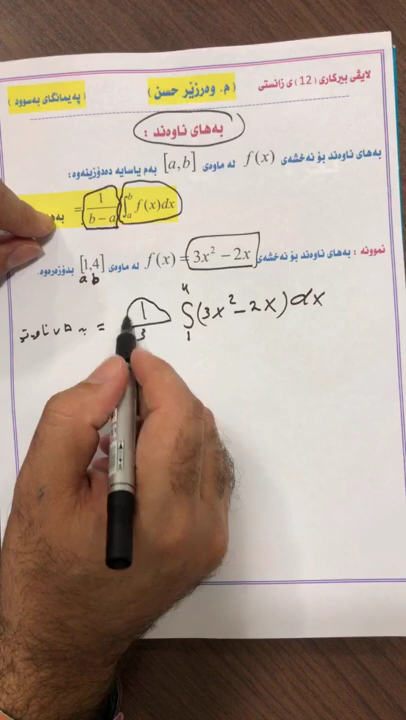 لایڤی بیرکاری ( 12 ) ی زانستی ( م. وەرزێر حسن ) ( پەیمانگای بەسوود )
بەهای ناوەند :
بەهای ناوەند بۆ نەخشەی f(x) لە ماوەی [a,b] بەم یاسایە دەدۆزینەوە:
= 1/(b−a) ∫_a^b f(x)dx
نموونە : بەهای ناوەند بۆ نەخشەی f(x) = 3x² − 2x لە ماوەی [1,4] بدۆزەرەوە.
a b
= 1/3 ∫_1^4 (3x² − 2x) dx